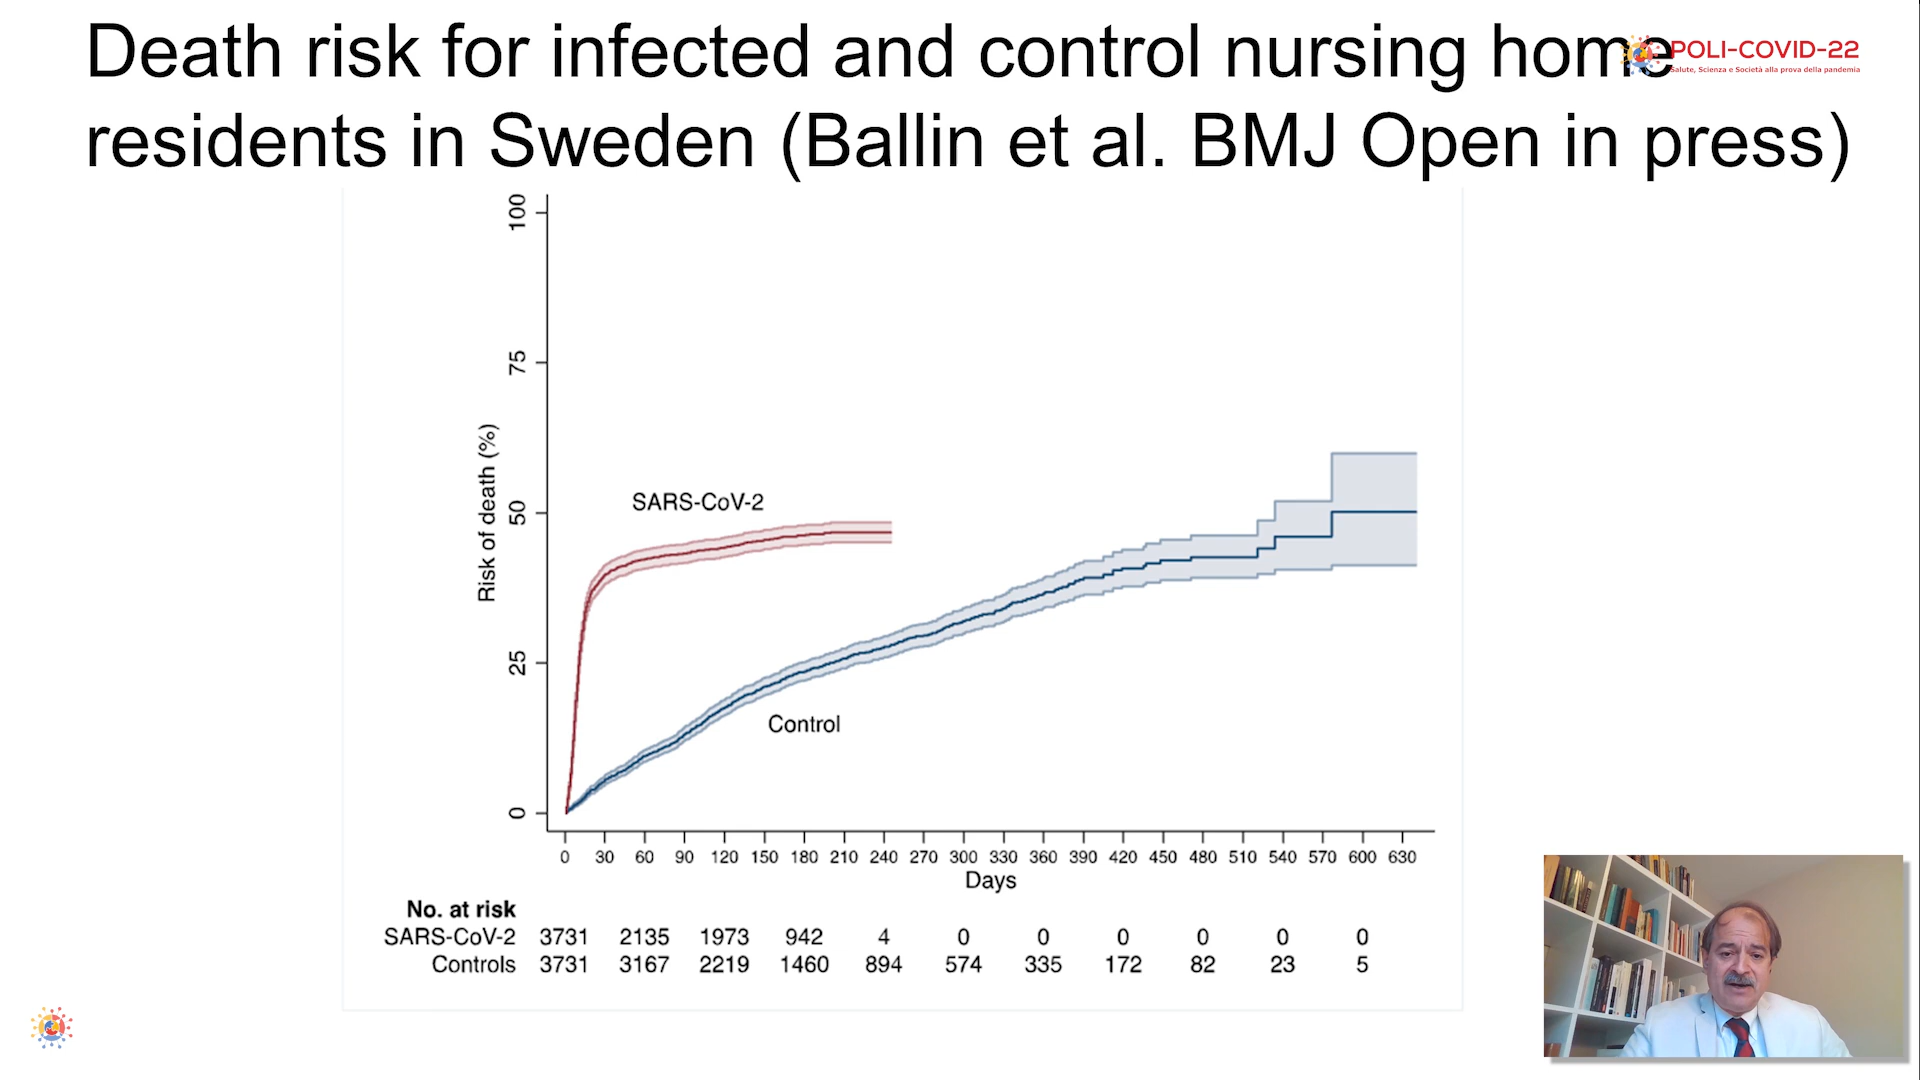 Death risk for infected and control nursing home
residents in Sweden (Ballin et al. BMJ Open in press)
POLI-COVID-22
Salute, Scienza e Società alla prova della pandemia
100
75
50
25
0
Risk of death (%)
SARS-CoV-2
Control
0 30 60 90 120 150 180 210 240 270 300 330 360 390 420 450 480 510 540 570 600 630
Days
No. at risk
SARS-CoV-2 3731 2135 1973 942 4 0 0 0 0 0 0
Controls 3731 3167 2219 1460 894 574 335 172 82 23 5